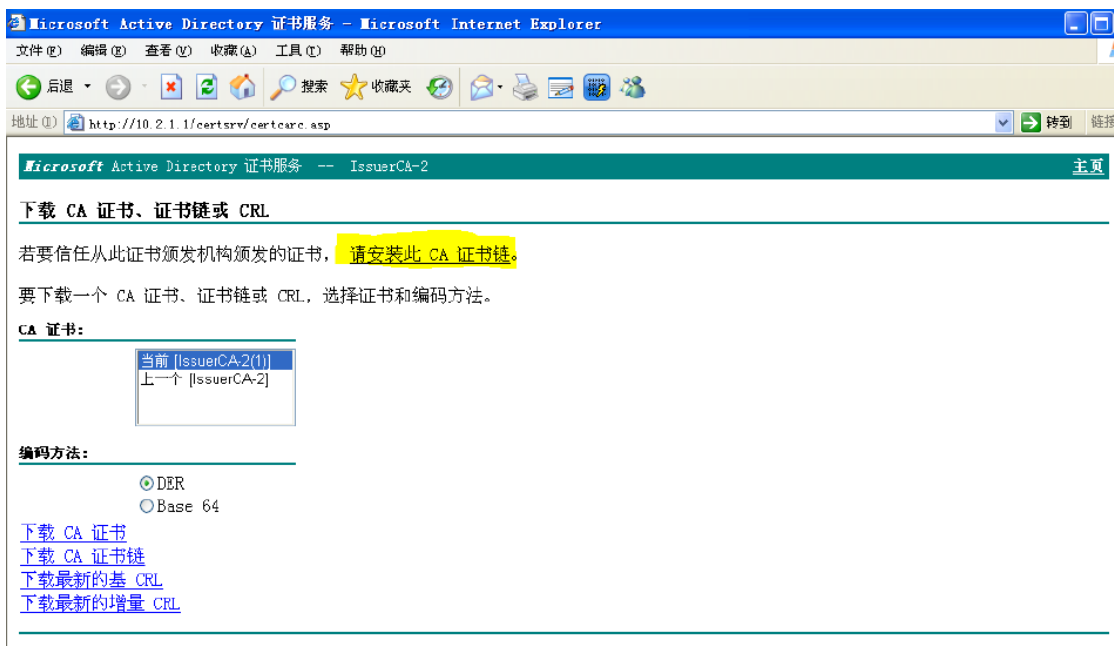 Microsoft Active Directory 证书服务 - Microsoft Internet Explorer
文件(F) 编辑(E) 查看(V) 收藏(A) 工具(T) 帮助(H)
后退 搜索 收藏夹
地址(D) http://10.2.1.1/certsrv/certcarc.asp 转到 链接
Microsoft Active Directory 证书服务 -- IssuerCA-2 主页
下载 CA 证书、证书链或 CRL
若要信任从此证书颁发机构颁发的证书，请安装此 CA 证书链。
要下载一个 CA 证书、证书链或 CRL，选择证书和编码方法。
CA 证书:
当前 [IssuerCA-2(1)]
上一个 [IssuerCA-2]
编码方法:
DER
Base 64
下载 CA 证书
下载 CA 证书链
下载最新的基 CRL
下载最新的增量 CRL